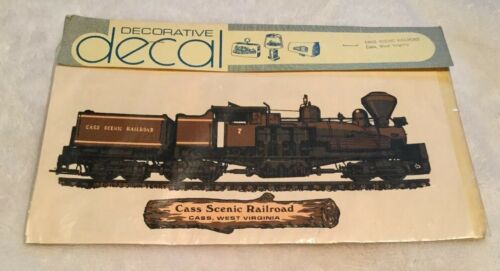 DECORATIVE
decal
CASS SCENIC RAILROAD
Cass, West Virginia
CASS SCENIC RAILROAD
7
Cass Scenic Railroad
CASS, WEST VIRGINIA